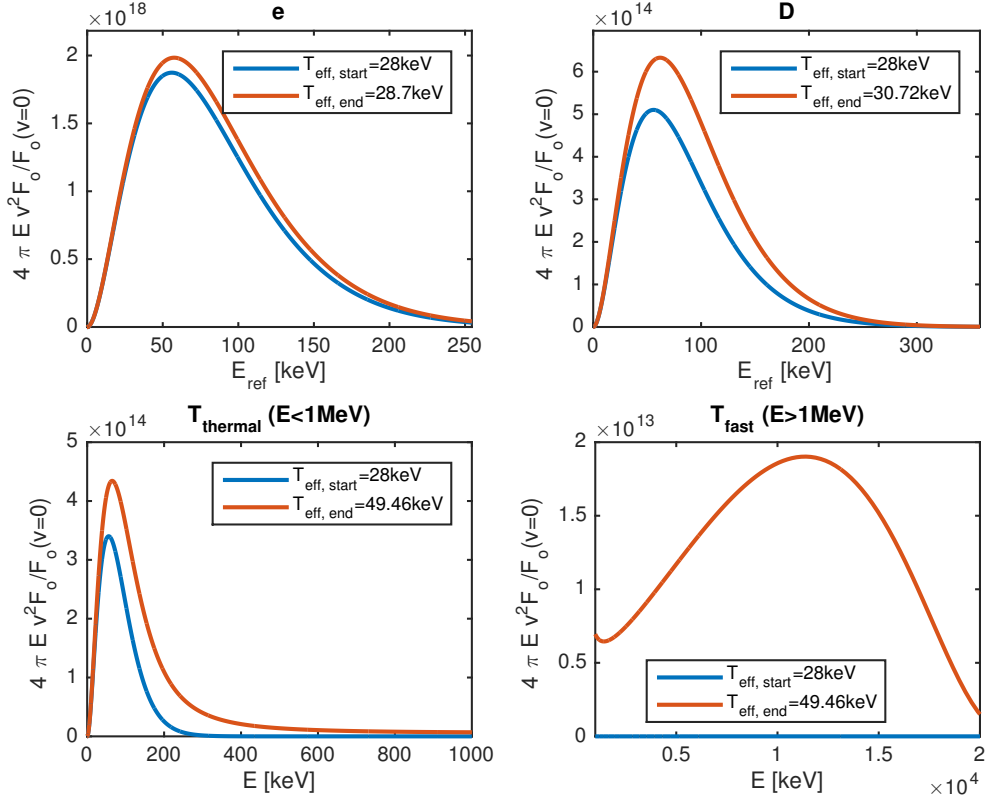 e
×10^18
4 π E v^2F_o/F_o(v=0)
2
1.5
1
0.5
0
T_eff, start=28keV
T_eff, end=28.7keV
0 50 100 150 200 250
E_ref [keV]
D
×10^14
4 π E v^2F_o/F_o(v=0)
6
5
4
3
2
1
0
T_eff, start=28keV
T_eff, end=30.72keV
0 100 200 300
E_ref [keV]
T_thermal (E<1MeV)
×10^14
4 π E v^2F_o/F_o(v=0)
5
4
3
2
1
0
T_eff, start=28keV
T_eff, end=49.46keV
0 200 400 600 800 1000
E [keV]
T_fast (E>1MeV)
×10^13
4 π E v^2F_o/F_o(v=0)
2
1.5
1
0.5
0
T_eff, start=28keV
T_eff, end=49.46keV
0.5 1 1.5 2
E [keV]
×10^4